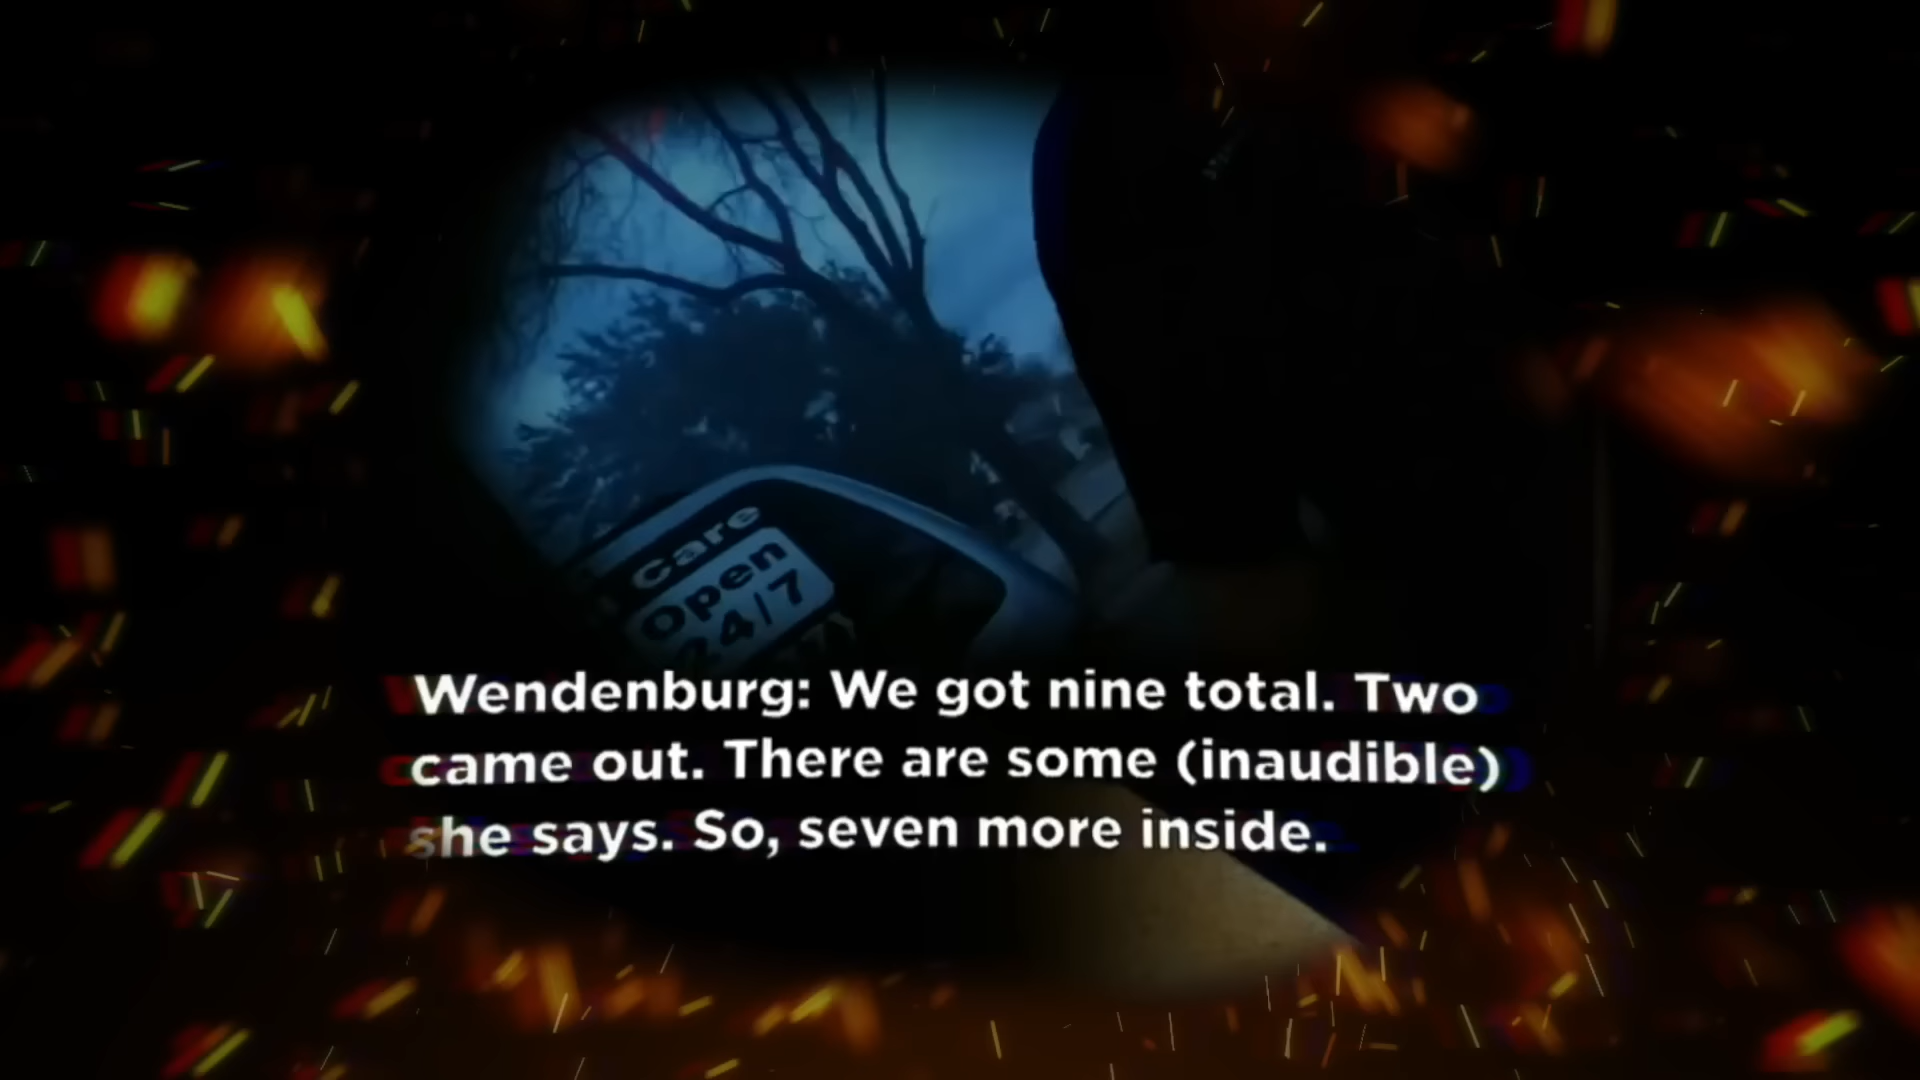 Care
Open
24/7
Wendenburg: We got nine total. Two
came out. There are some (inaudible)
she says. So, seven more inside.